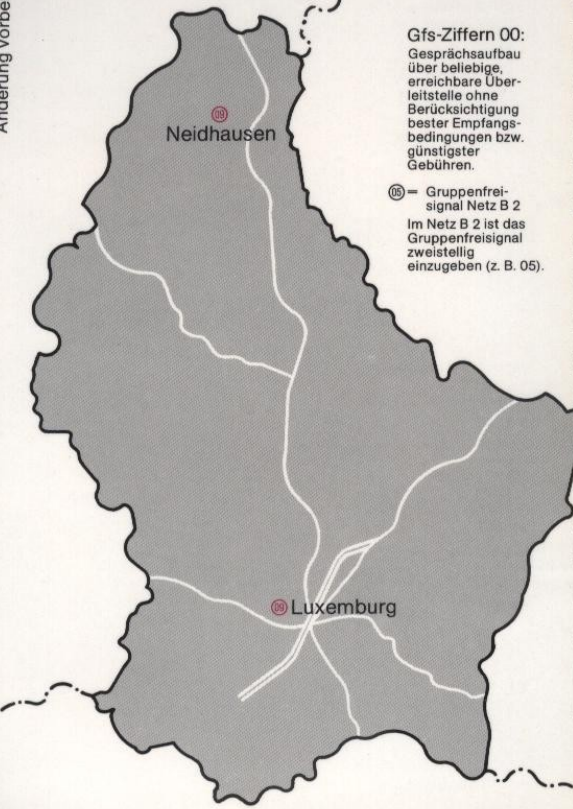 Änderung vorbe
Gfs-Ziffern 00:
Gesprächsaufbau
über beliebige,
erreichbare Über-
leitstelle ohne
Berücksichtigung
bester Empfangs-
bedingungen bzw.
günstigster
Gebühren.
05 = Gruppenfrei-
signal Netz B 2
Im Netz B 2 ist das
Gruppenfreisignal
zweistellig
einzugeben (z. B. 05).
09
Neidhausen
09 Luxemburg